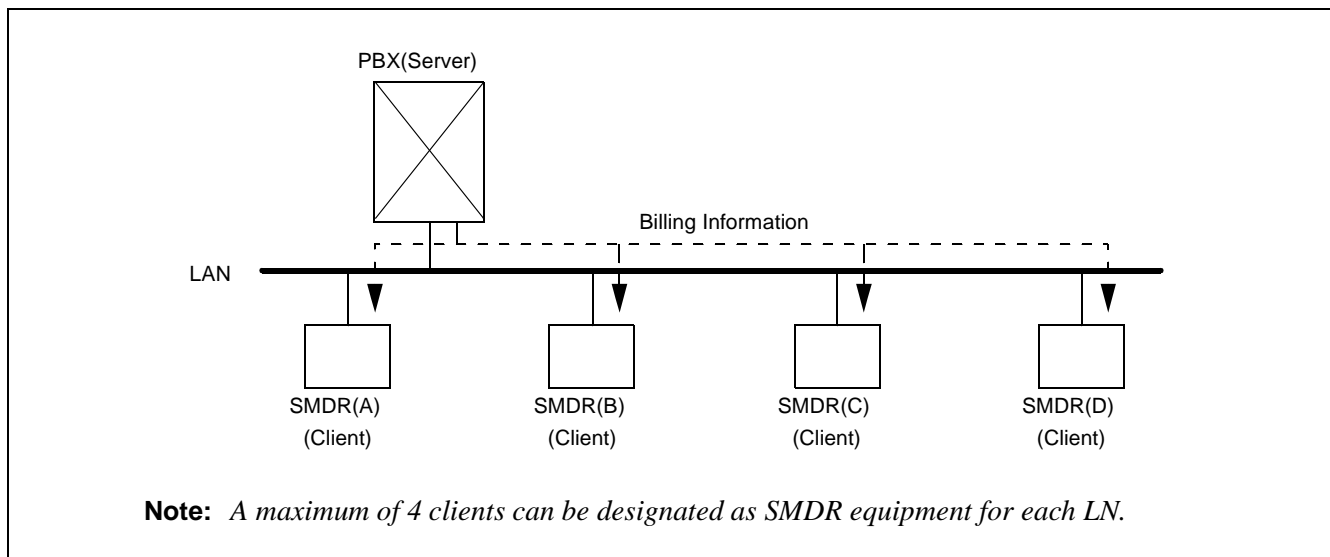 PBX(Server)
Billing Information
LAN
SMDR(A) SMDR(B) SMDR(C) SMDR(D)
(Client) (Client) (Client) (Client)
Note: A maximum of 4 clients can be designated as SMDR equipment for each LN.